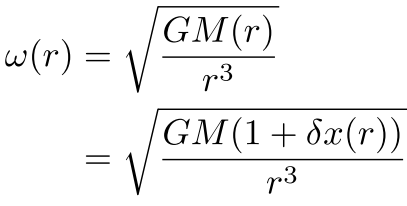 ω(r) = √(GM(r)/r³)
= √(GM(1 + δx(r))/r³)